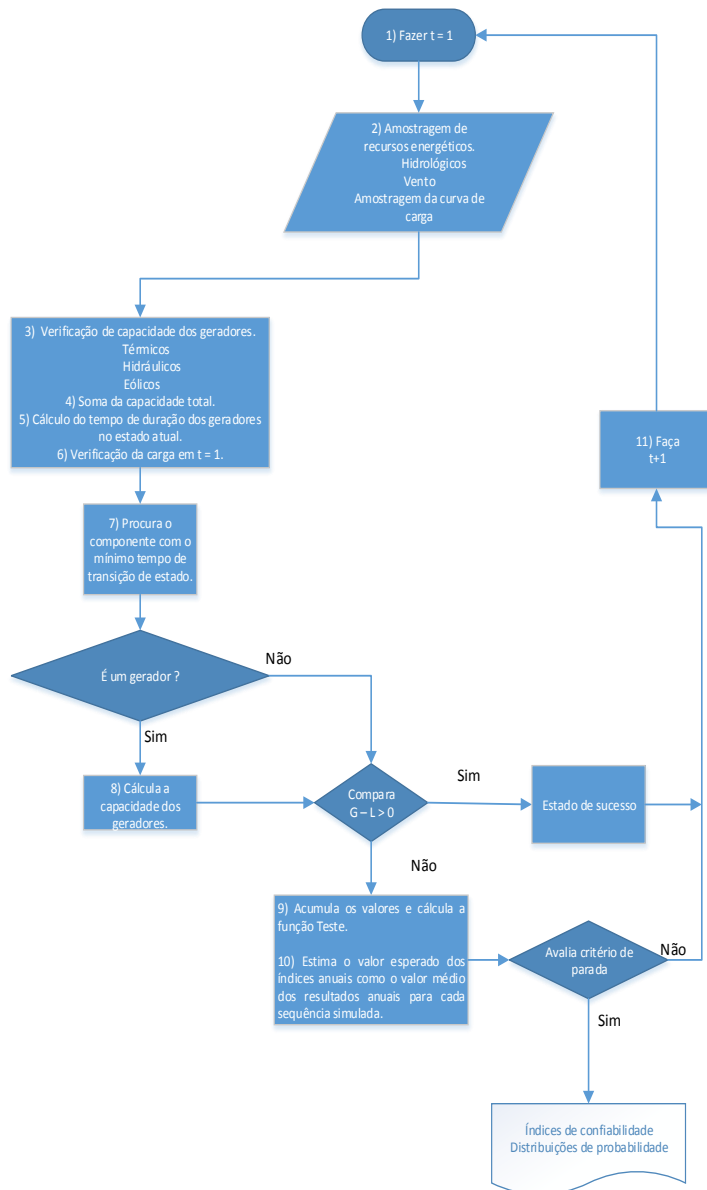 1) Fazer t = 1
2) Amostragem de
recursos energéticos.
Hidrológicos
Vento
Amostragem da curva de
carga
3) Verificação de capacidade dos geradores.
Térmicos
Hidráulicos
Eólicos
4) Soma da capacidade total.
5) Cálculo do tempo de duração dos geradores
no estado atual.
6) Verificação da carga em t = 1.
11) Faça
t+1
7) Procura o
componente com o
mínimo tempo de
transição de estado.
É um gerador ?
Não
Sim
8) Cálcula a
capacidade dos
geradores.
Compara
G – L > 0
Sim
Estado de sucesso
Não
9) Acumula os valores e cálcula a
função Teste.
10) Estima o valor esperado dos
índices anuais como o valor médio
dos resultados anuais para cada
sequência simulada.
Avalia critério de
parada
Não
Sim
Índices de confiabilidade
Distribuições de probabilidade